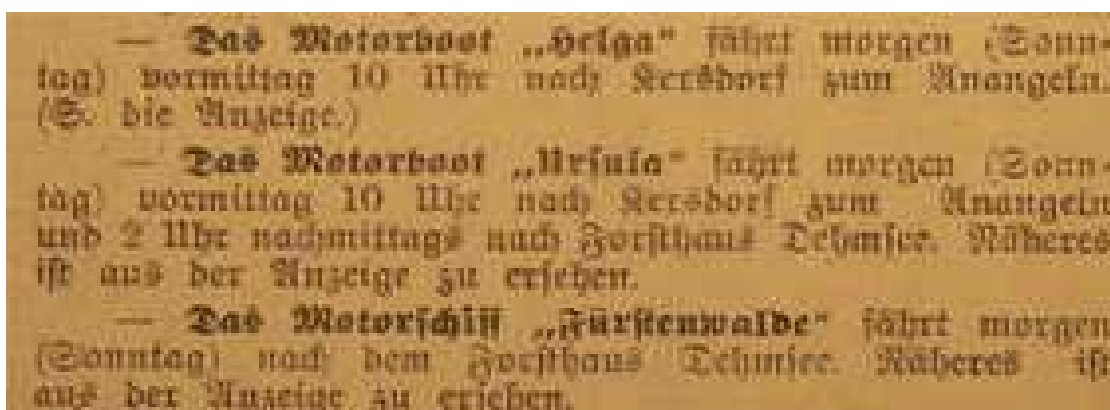 — Das Motorboot „Helga“ fährt morgen (Sonn-
tag) vormittag 10 Uhr nach Kersdorf zum Anangeln.
(S. die Anzeige.)
— Das Motorboot „Ursula“ fährt morgen (Sonn-
tag) vormittag 10 Uhr nach Kersdorf zum Anangeln
und 2 Uhr nachmittags nach Forsthaus Dehmsee. Näheres
ist aus der Anzeige zu ersehen.
— Das Motorschiff „Fürstenwalde“ fährt morgen
(Sonntag) nach dem Forsthaus Dehmsee. Näheres ist
aus der Anzeige zu ersehen.